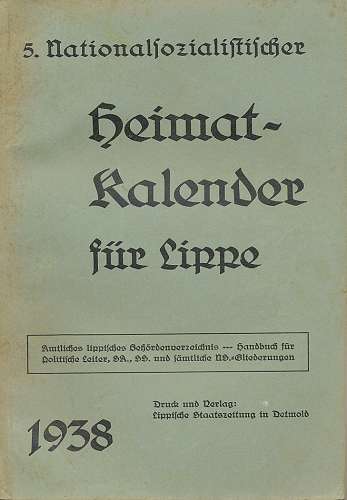 5. Nationalsozialistischer
Heimat-
Kalender
für Lippe
Amtliches lippisches Behördenverzeichnis --- Handbuch für
Politische Leiter, SA., SS. und sämtliche NS.-Gliederungen
Druck und Verlag:
Lippische Staatszeitung in Detmold
1938